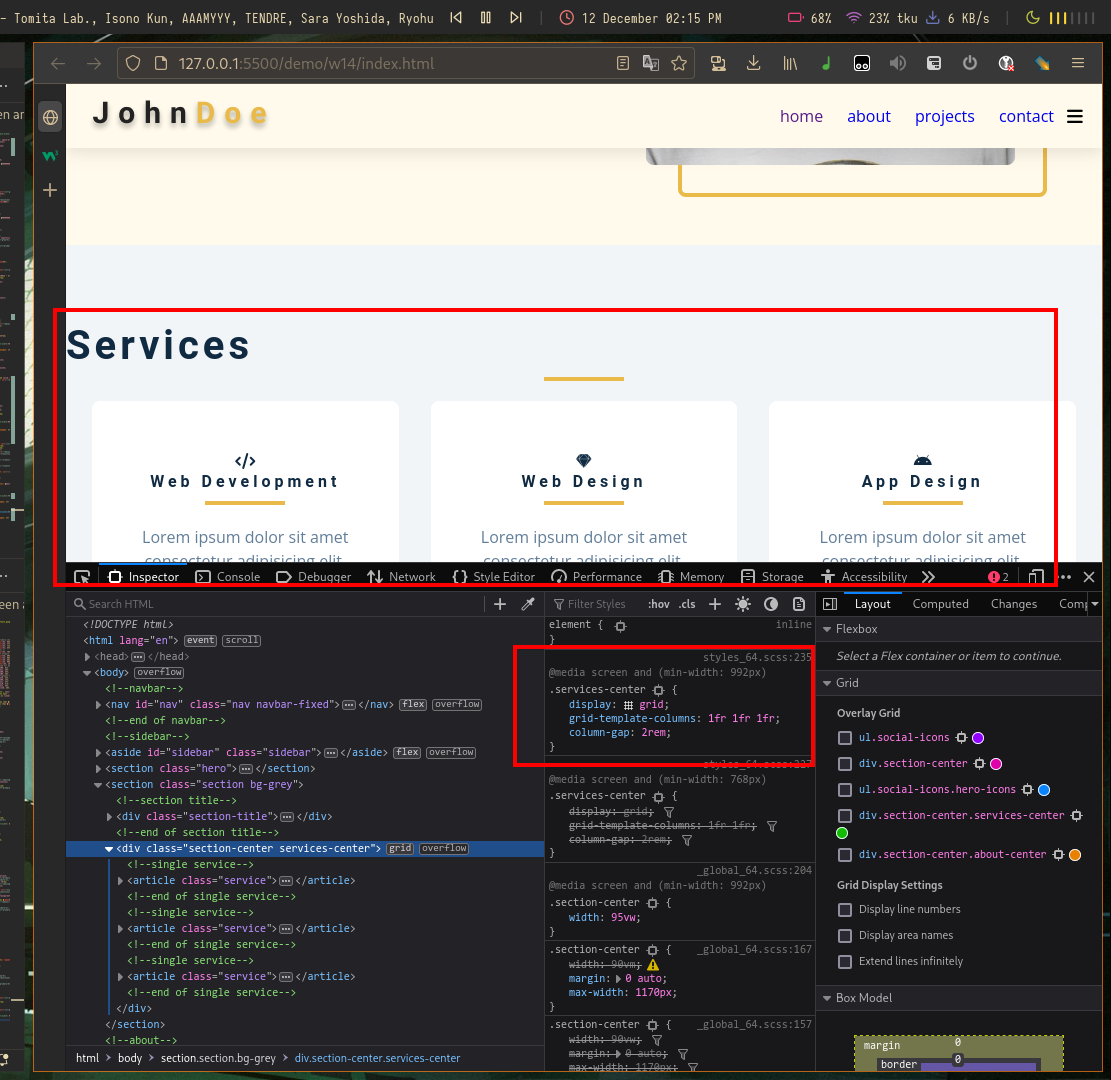 – Tomita Lab., Isono Kun, AAAMYYY, TENDRE, Sara Yoshida, Ryohu
12 December 02:15 PM
68%
23% tku
6 KB/s
127.0.0.1:5500/demo/w14/index.html
JohnDoe
home about projects contact
Services
</>
Web Development
Web Design
App Design
Lorem ipsum dolor sit amet
consectetur adipisicing elit
Lorem ipsum dolor sit amet
consectetur adipisicing elit
Lorem ipsum dolor sit amet
consectetur adipisicing elit
Inspector
Console
Debugger
Network
Style Editor
Performance
Memory
Storage
Accessibility
2
Search HTML
<!DOCTYPE html>
<html lang="en"> event scroll
<head> </head>
<body> overflow
<!--navbar-->
<nav id="nav" class="nav navbar-fixed"> </nav> flex overflow
<!--end of navbar-->
<!--sidebar-->
<aside id="sidebar" class="sidebar"> </aside> flex overflow
<section class="hero"> </section>
<section class="section bg-grey">
<!--section title-->
<div class="section-title"> </div>
<!--end of section title-->
<div class="section-center services-center"> grid overflow
<!--single service-->
<article class="service"> </article>
<!--end of single service-->
<!--single service-->
<article class="service"> </article>
<!--end of single service-->
<!--single service-->
<article class="service"> </article>
<!--end of single service-->
</div>
</section>
<!--about-->
html
body
section.section.bg-grey
div.section-center.services-center
Filter Styles
:hov .cls
element {
inline
}
styles_64.scss:235
@media screen and (min-width: 992px)
.services-center {
display: grid;
grid-template-columns: 1fr 1fr 1fr;
column-gap: 2rem;
}
styles_64.scss:227
@media screen and (min-width: 768px)
.services-center {
display: grid;
grid-template-columns: 1fr 1fr;
column-gap: 2rem;
}
_global_64.scss:204
@media screen and (min-width: 992px)
.section-center {
width: 95vw;
}
.section-center {
_global_64.scss:167
width: 90vm;
margin: 0 auto;
max-width: 1170px;
}
.section-center {
_global_64.scss:157
width: 90vw;
margin: 0 auto;
max-width: 1170px;
Layout
Computed
Changes
Comp
Flexbox
Select a Flex container or item to continue.
Grid
Overlay Grid
ul.social-icons
div.section-center
ul.social-icons.hero-icons
div.section-center.services-center
div.section-center.about-center
Grid Display Settings
Display line numbers
Display area names
Extend lines infinitely
Box Model
margin
0
border
0